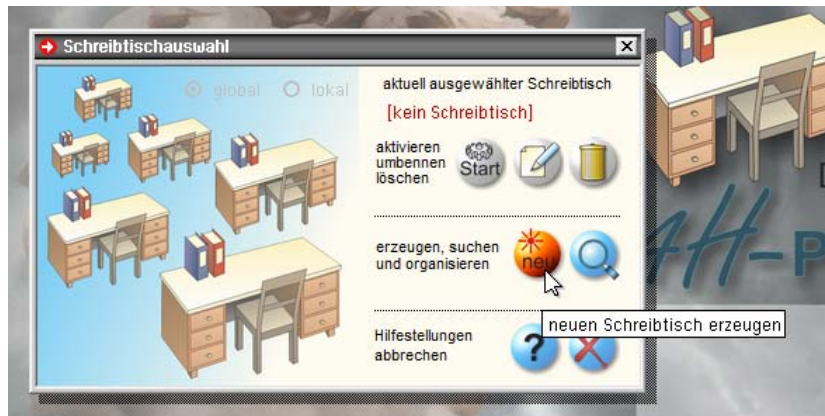 Schreibtischauswahl
global lokal
aktuell ausgewählter Schreibtisch
[kein Schreibtisch]
aktivieren
umbennen
löschen
Start
erzeugen, suchen
und organisieren
neu
neuen Schreibtisch erzeugen
Hilfestellungen
abbrechen
?
AH-P